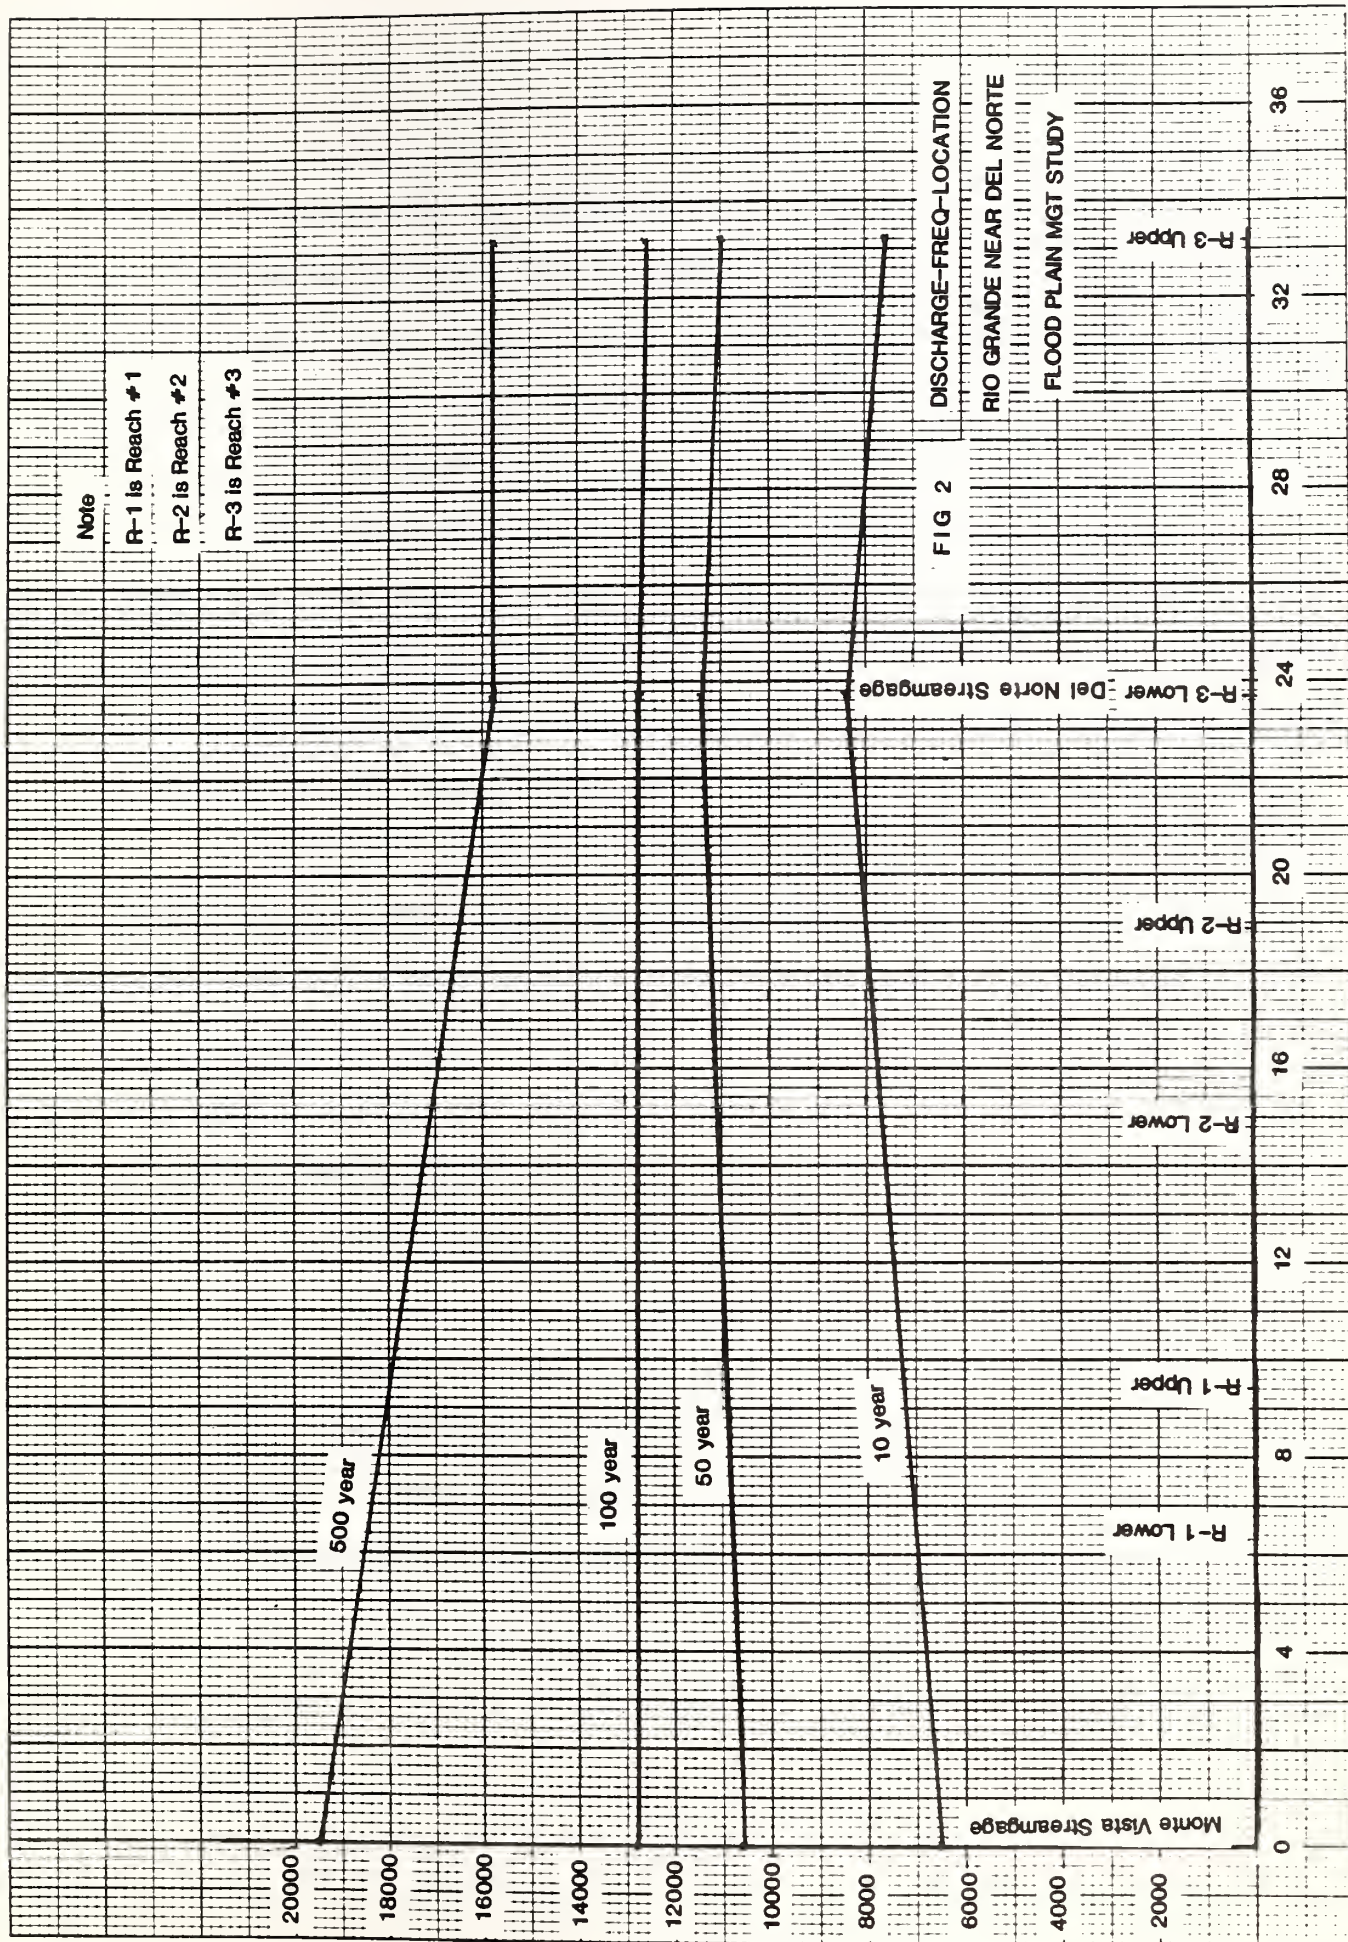 Note
R-1 is Reach #1
R-2 is Reach #2
R-3 is Reach #3
500 year
100 year
50 year
10 year
20000
18000
16000
14000
12000
10000
8000
6000
4000
2000
Monte Vista Streamgage
R-1 Lower
R-1 Upper
R-2 Lower
R-2 Upper
R-3 Lower Del Norte Streamgage
R-3 Upper
0
4
8
12
16
20
24
28
32
36
FIG 2
DISCHARGE-FREQ-LOCATION
RIO GRANDE NEAR DEL NORTE
FLOOD PLAIN MGT STUDY